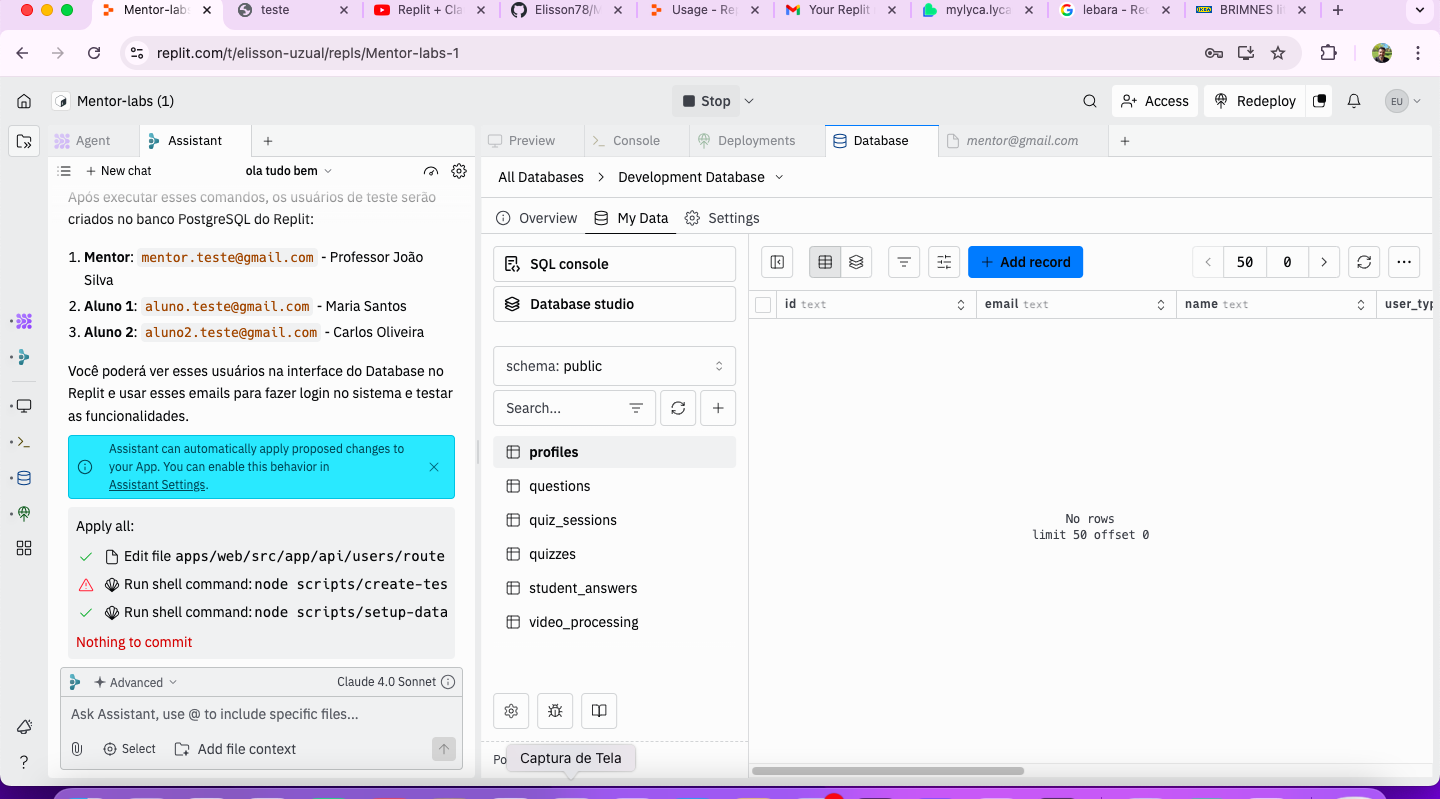 Mentor-labs
teste
Replit + Cla
Elisson78/M
Usage - Rep
Your Replit
mylyca.lyca
lebara - Rec
BRIMNES lit
replit.com/t/elisson-uzual/repls/Mentor-labs-1
Mentor-labs (1)
Stop
Access
Redeploy
EU
Agent
Assistant
Preview
Console
Deployments
Database
mentor@gmail.com
New chat
ola tudo bem
Após executar esses comandos, os usuários de teste serão
criados no banco PostgreSQL do Replit:
1. Mentor: mentor.teste@gmail.com - Professor João
Silva
2. Aluno 1: aluno.teste@gmail.com - Maria Santos
3. Aluno 2: aluno2.teste@gmail.com - Carlos Oliveira
Você poderá ver esses usuários na interface do Database no
Replit e usar esses emails para fazer login no sistema e testar
as funcionalidades.
Assistant can automatically apply proposed changes to
your App. You can enable this behavior in
Assistant Settings.
Apply all:
Edit file apps/web/src/app/api/users/route
Run shell command: node scripts/create-tes
Run shell command: node scripts/setup-data
Nothing to commit
Advanced
Claude 4.0 Sonnet
Ask Assistant, use @ to include specific files...
Select
Add file context
All Databases > Development Database
Overview
My Data
Settings
SQL console
Database studio
schema: public
Search...
profiles
questions
quiz_sessions
quizzes
student_answers
video_processing
Po
Captura de Tela
Add record
50
0
id text
email text
name text
user_typ
No rows
limit 50 offset 0